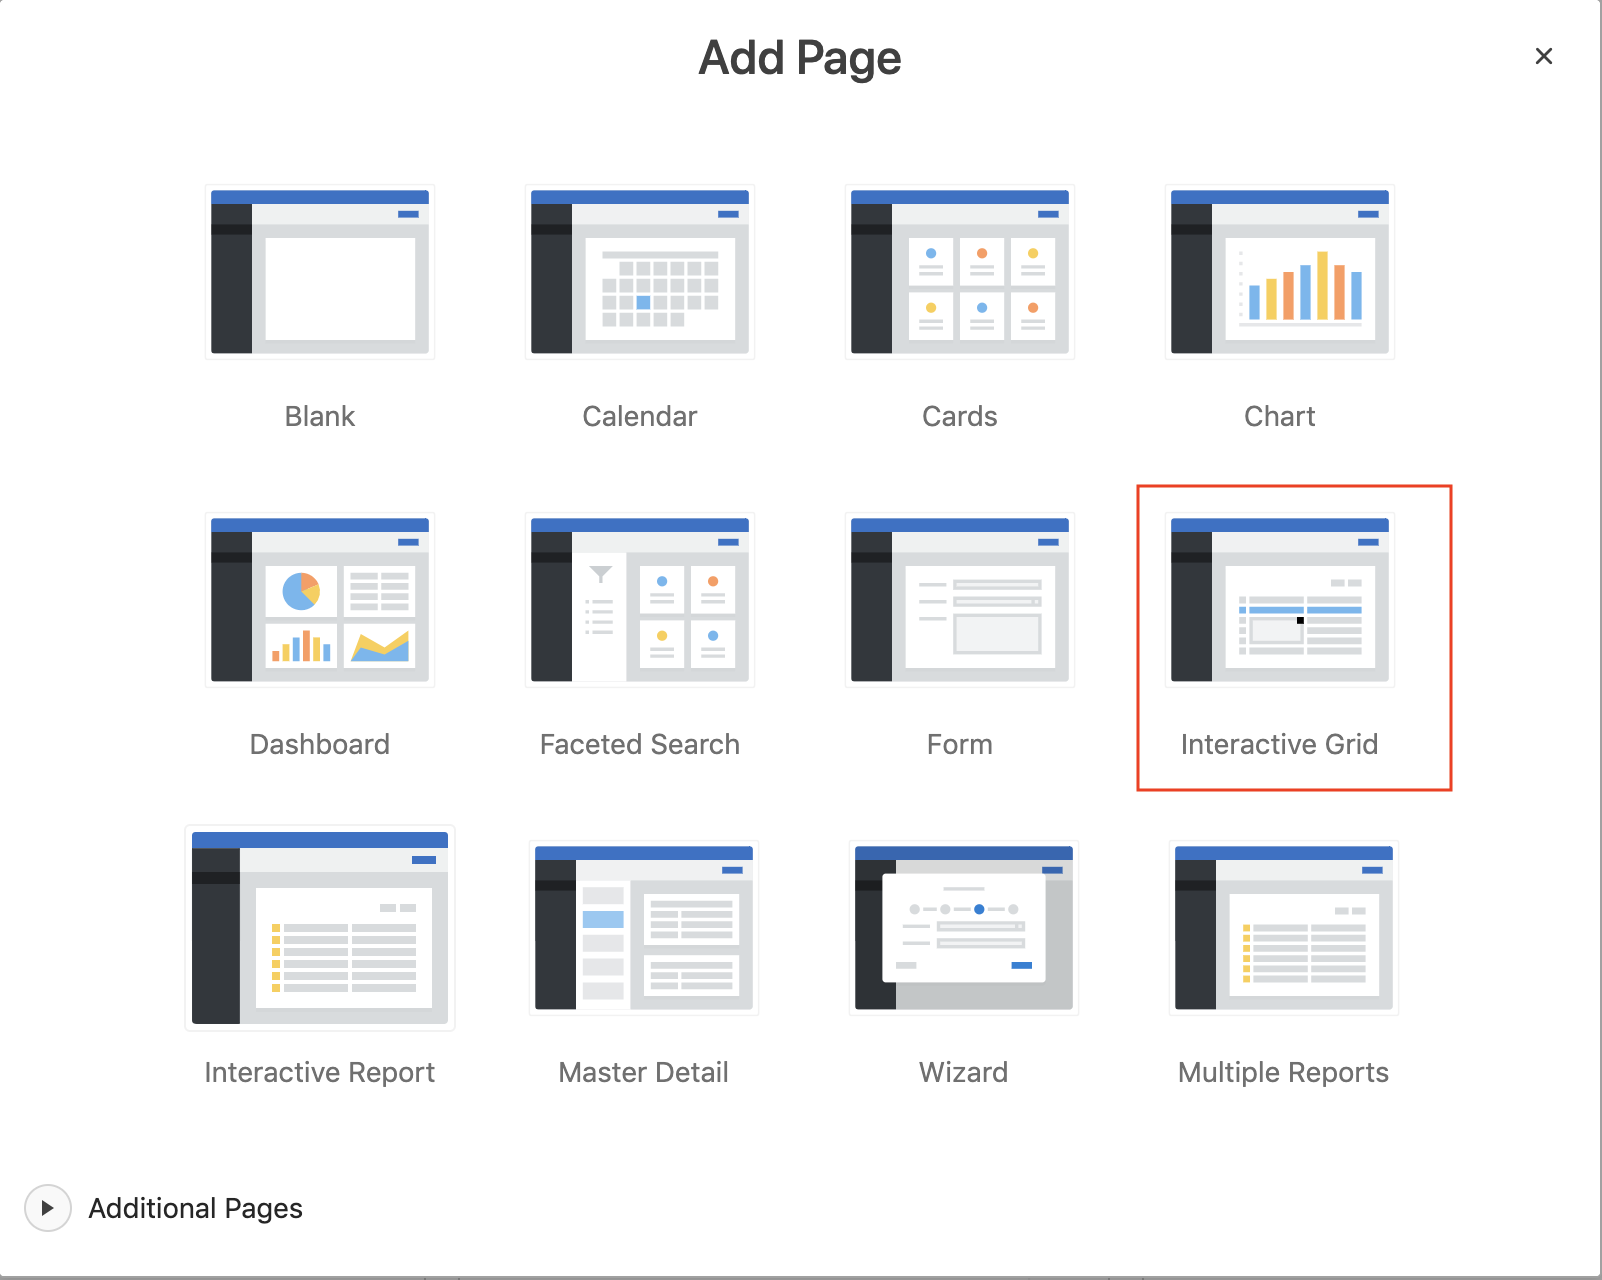 Add Page
Blank
Calendar
Cards
Chart
Dashboard
Faceted Search
Form
Interactive Grid
Interactive Report
Master Detail
Wizard
Multiple Reports
Additional Pages